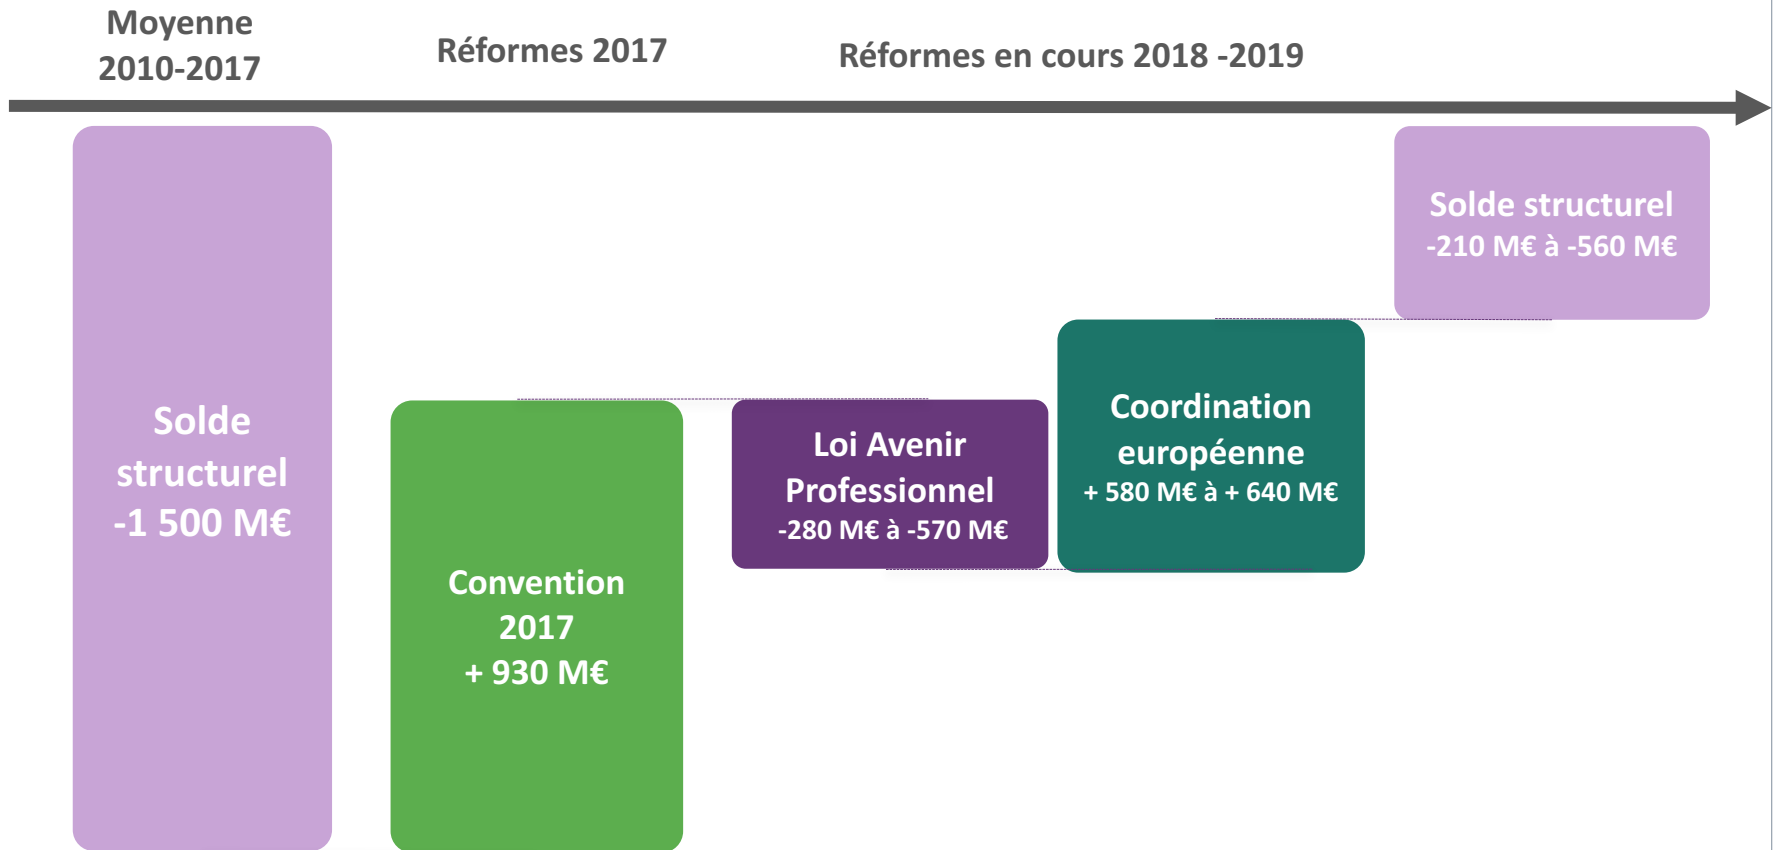 Moyenne
2010-2017
Réformes 2017
Réformes en cours 2018 -2019
Solde
structurel
-1 500 M€
Convention
2017
+ 930 M€
Loi Avenir
Professionnel
-280 M€ à -570 M€
Coordination
européenne
+ 580 M€ à + 640 M€
Solde structurel
-210 M€ à -560 M€